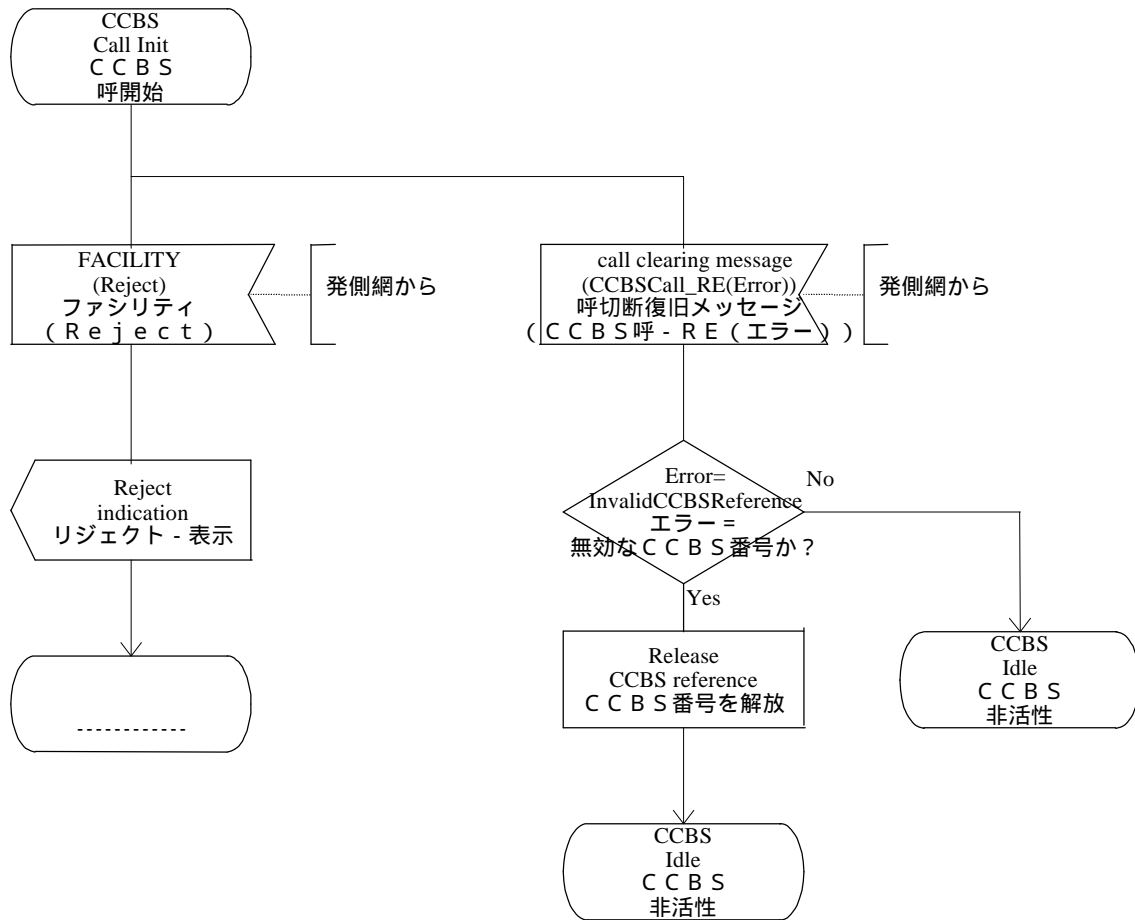 CCBS
Call Init
ＣＣＢＳ
呼開始
FACILITY
(Reject)
ファシリティ
（Ｒｅｊｅｃｔ）
発側網から
call clearing message
(CCBSCall_RE(Error))
呼切断復旧メッセージ
（ＣＣＢＳ呼‐ＲＥ（エラー））
発側網から
Reject
indication
リジェクト‐表示
Error=
InvalidCCBSReference
エラー＝
無効なＣＣＢＳ番号か？
No
Yes
Release
CCBS reference
ＣＣＢＳ番号を解放
CCBS
Idle
ＣＣＢＳ
非活性
------------
CCBS
Idle
ＣＣＢＳ
非活性